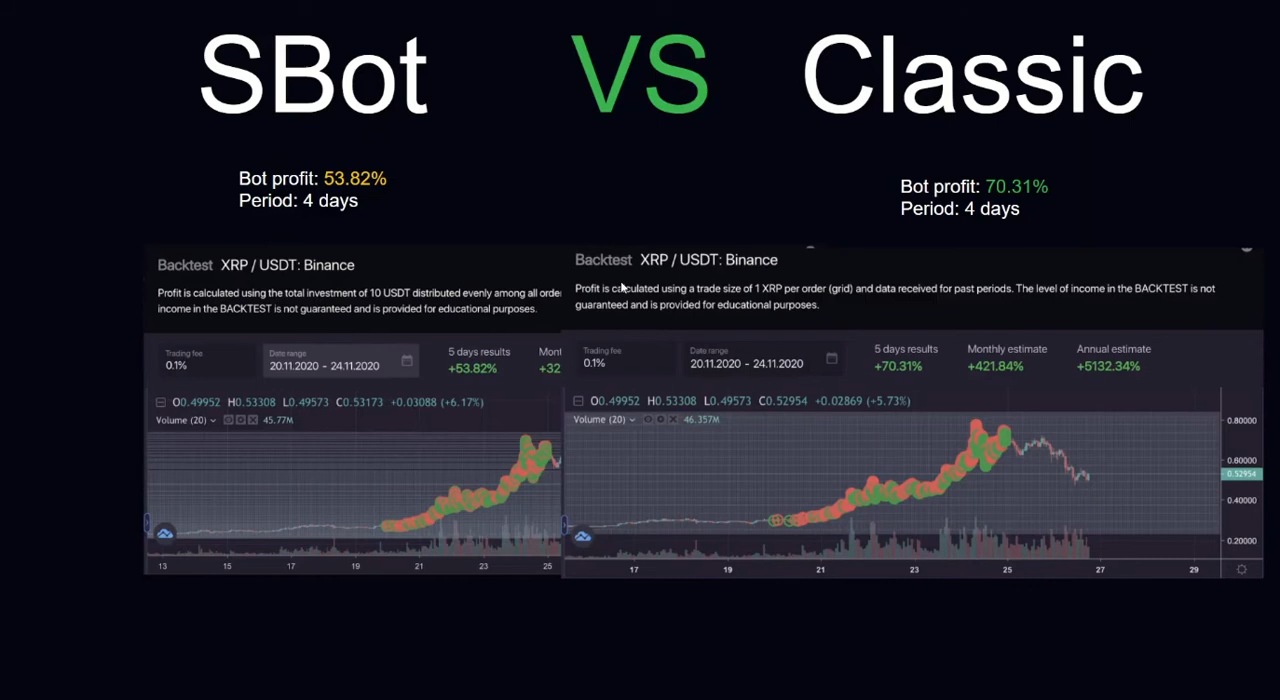 SBot VS Classic
Bot profit: 53.82%
Period: 4 days
Bot profit: 70.31%
Period: 4 days
Backtest XRP / USDT: Binance
Profit is calculated using the total investment of 10 USDT distributed evenly among all orde
income in the BACKTEST is not guaranteed and is provided for educational purposes.
Trading fee
0.1%
Date range
20.11.2020 - 24.11.2020
5 days results
+53.82%
Mont
+32
O0.49952 H0.53308 L0.49573 C0.53173 +0.03088 (+6.17%)
Volume (20) 45.77M
13 15 17 19 21 23 25
Backtest XRP / USDT: Binance
Profit is calculated using a trade size of 1 XRP per order (grid) and data received for past periods. The level of income in the BACKTEST is not
guaranteed and is provided for educational purposes.
Trading fee
0.1%
Date range
20.11.2020 - 24.11.2020
5 days results
+70.31%
Monthly estimate
+421.84%
Annual estimate
+5132.34%
O0.49952 H0.53308 L0.49573 C0.52954 +0.02869 (+5.73%)
Volume (20) 46.357M
0.80000
0.60000
0.52954
0.40000
0.20000
17 19 21 23 25 27 29